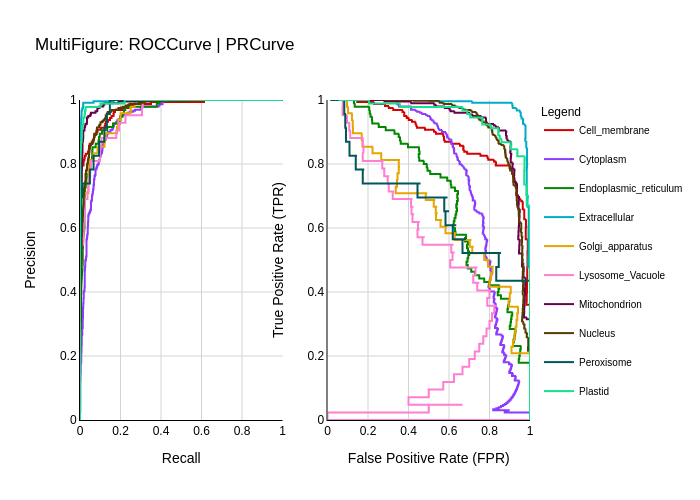 MultiFigure: ROCCurve | PRCurve
Precision
1
0.8
0.6
0.4
0.2
0
0
0.2
0.4
0.6
0.8
1
Recall
True Positive Rate (TPR)
1
0.8
0.6
0.4
0.2
0
0
0.2
0.4
0.6
0.8
1
False Positive Rate (FPR)
Legend
Cell_membrane
Cytoplasm
Endoplasmic_reticulum
Extracellular
Golgi_apparatus
Lysosome_Vacuole
Mitochondrion
Nucleus
Peroxisome
Plastid